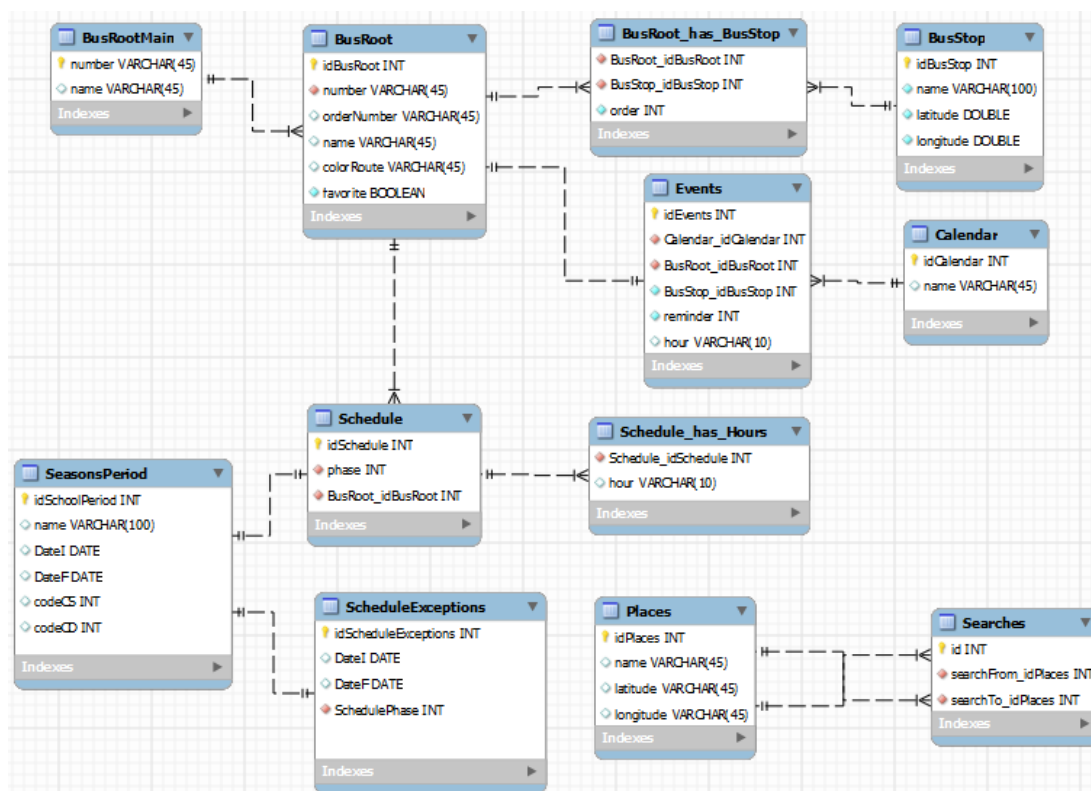 BusRootMain
number VARCHAR(45)
name VARCHAR(45)
Indexes
BusRoot
idBusRoot INT
number VARCHAR(45)
orderNumber VARCHAR(45)
name VARCHAR(45)
colorRoute VARCHAR(45)
favorite BOOLEAN
Indexes
BusRoot_has_BusStop
BusRoot_idBusRoot INT
BusStop_idBusStop INT
order INT
Indexes
BusStop
idBusStop INT
name VARCHAR(100)
latitude DOUBLE
longitude DOUBLE
Indexes
Events
idEvents INT
Calendar_idCalendar INT
BusRoot_idBusRoot INT
BusStop_idBusStop INT
reminder INT
hour VARCHAR(10)
Indexes
Calendar
idCalendar INT
name VARCHAR(45)
Indexes
Schedule
idSchedule INT
phase INT
BusRoot_idBusRoot INT
Indexes
Schedule_has_Hours
Schedule_idSchedule INT
hour VARCHAR(10)
Indexes
SeasonsPeriod
idSchoolPeriod INT
name VARCHAR(100)
DateI DATE
DateF DATE
codeCS INT
codeCD INT
Indexes
ScheduleExceptions
idScheduleExceptions INT
DateI DATE
DateF DATE
SchedulePhase INT
Indexes
Places
idPlaces INT
name VARCHAR(45)
latitude VARCHAR(45)
longitude VARCHAR(45)
Indexes
Searches
id INT
searchFrom_idPlaces INT
searchTo_idPlaces INT
Indexes